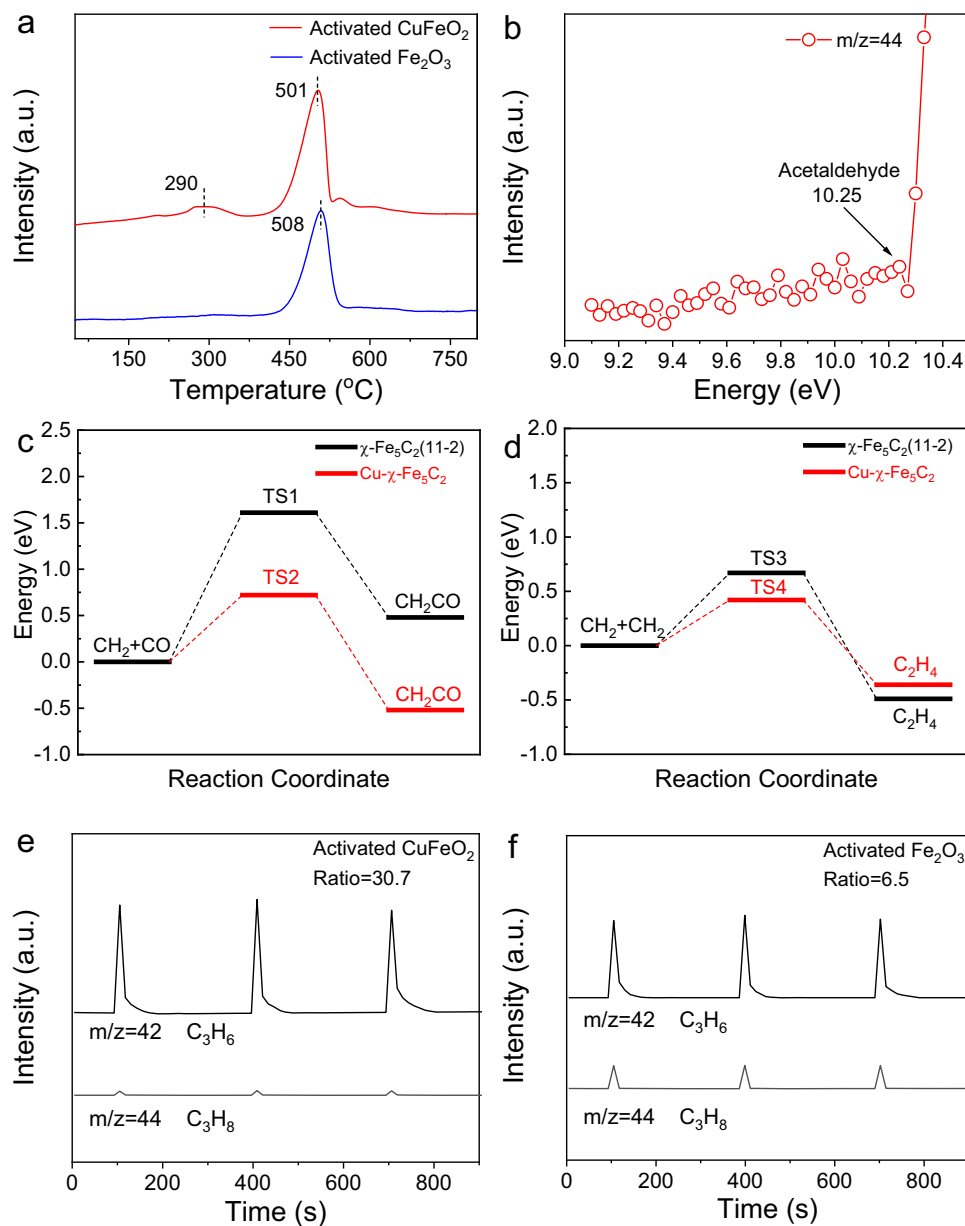 a
Activated CuFeO₂
Activated Fe₂O₃
501
290
508
Intensity (a.u.)
150 300 450 600 750
Temperature (°C)
b
m/z=44
Acetaldehyde
10.25
Intensity (a.u.)
9.0 9.2 9.4 9.6 9.8 10.0 10.2 10.4
Energy (eV)
c
χ-Fe₅C₂(11-2)
Cu-χ-Fe₅C₂
2.5
2.0
1.5
1.0
0.5
0.0
-0.5
-1.0
Energy (eV)
TS1
TS2
CH₂CO
CH₂+CO
CH₂CO
Reaction Coordinate
d
χ-Fe₅C₂(11-2)
Cu-χ-Fe₅C₂
2.0
1.5
1.0
0.5
0.0
-0.5
-1.0
Energy (eV)
TS3
TS4
CH₂+CH₂
C₂H₄
C₂H₄
Reaction Coordinate
e
Activated CuFeO₂
Ratio=30.7
Intensity (a.u.)
m/z=42 C₃H₆
m/z=44 C₃H₈
0 200 400 600 800
Time (s)
f
Activated Fe₂O₃
Ratio=6.5
Intensity (a.u.)
m/z=42 C₃H₆
m/z=44 C₃H₈
0 200 400 600 800
Time (s)